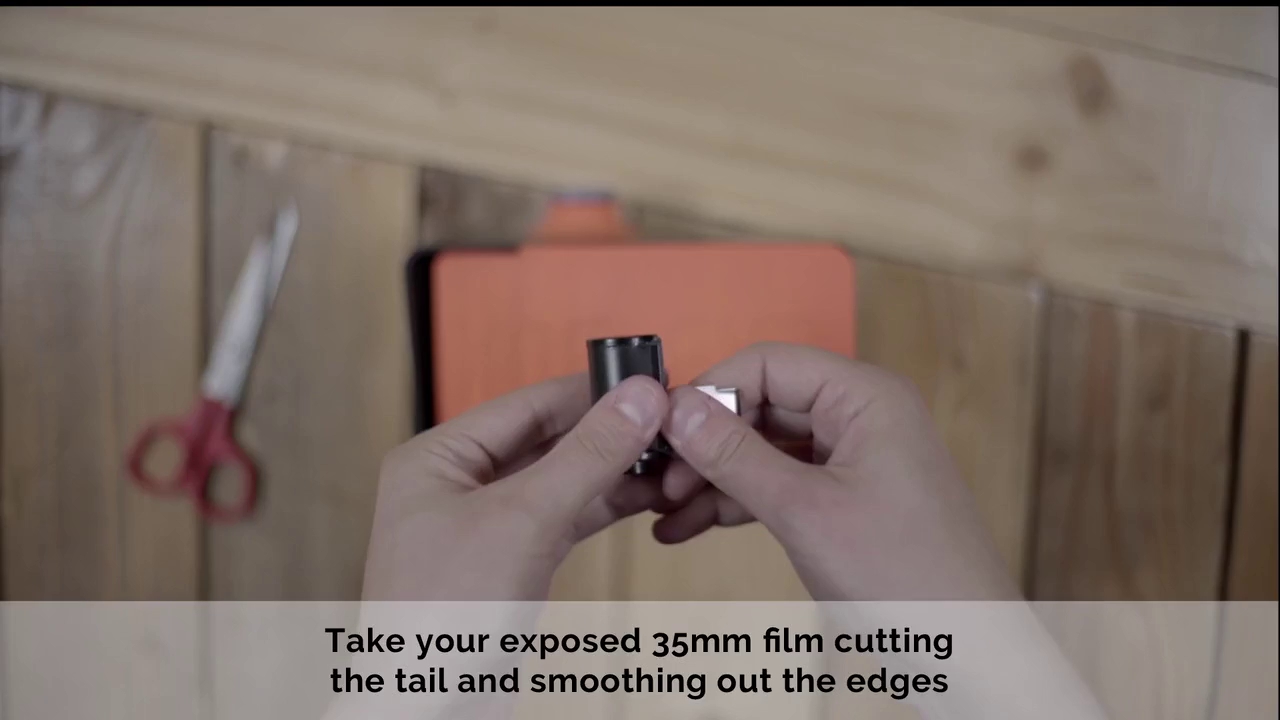 Take your exposed 35mm film cutting
the tail and smoothing out the edges